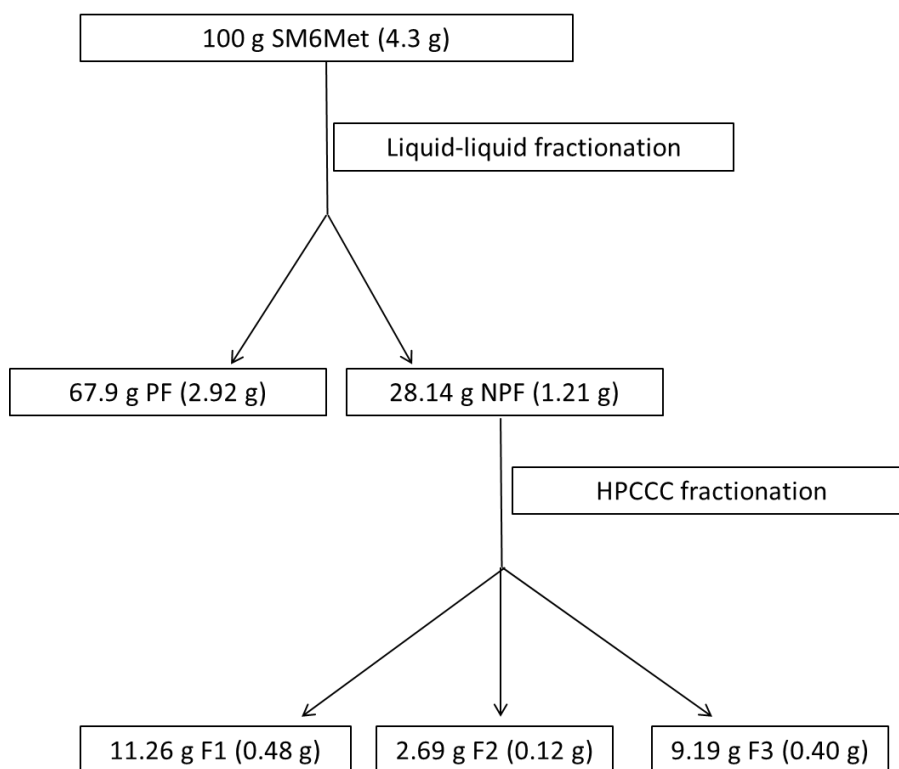 100 g SM6Met (4.3 g)
Liquid-liquid fractionation
67.9 g PF (2.92 g)
28.14 g NPF (1.21 g)
HPCCC fractionation
11.26 g F1 (0.48 g)
2.69 g F2 (0.12 g)
9.19 g F3 (0.40 g)